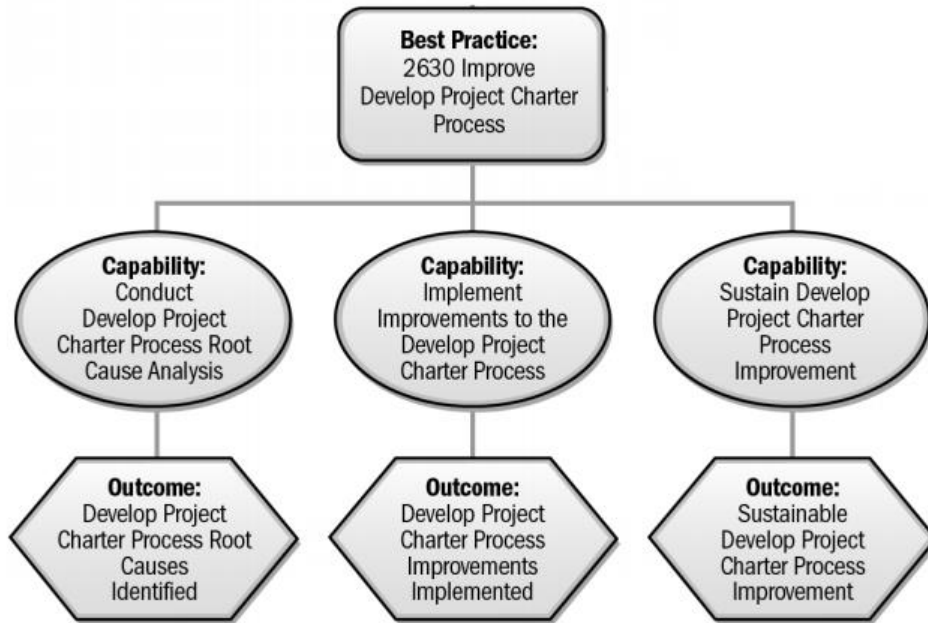 Best Practice:
2630 Improve
Develop Project Charter
Process
Capability:
Conduct
Develop Project
Charter Process Root
Cause Analysis
Capability:
Implement
Improvements to the
Develop Project
Charter Process
Capability:
Sustain Develop
Project Charter
Process
Improvement
Outcome:
Develop Project
Charter Process Root
Causes
Identified
Outcome:
Develop Project
Charter Process
Improvements
Implemented
Outcome:
Sustainable
Develop Project
Charter Process
Improvement